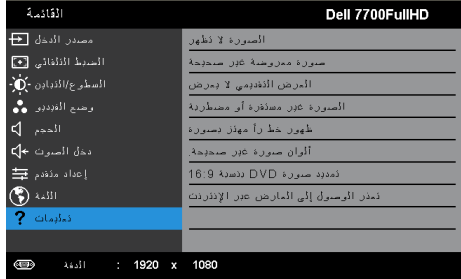 القائمة
Dell 7700FullHD
مصدر الدخل
الضبط التلقائي
السطوع/التباين
وضع الفيديو
الحجم
دخل الصوت
إعداد متقدم
اللغة
تعليمات
الصورة لا تظهر
صورة معروضة غير صحيحة
العرض التقديمي لا يعرض
الصورة غير مستقرة أو مضطربة
ظهور خط رأ مهتز بصورة
ألوان صورة غير صحيحة.
تمديد صورة DVD بنسبة 16:9
تعذر الوصول إلى العارض عبر الإنترنت
الدقة : 1920 x 1080